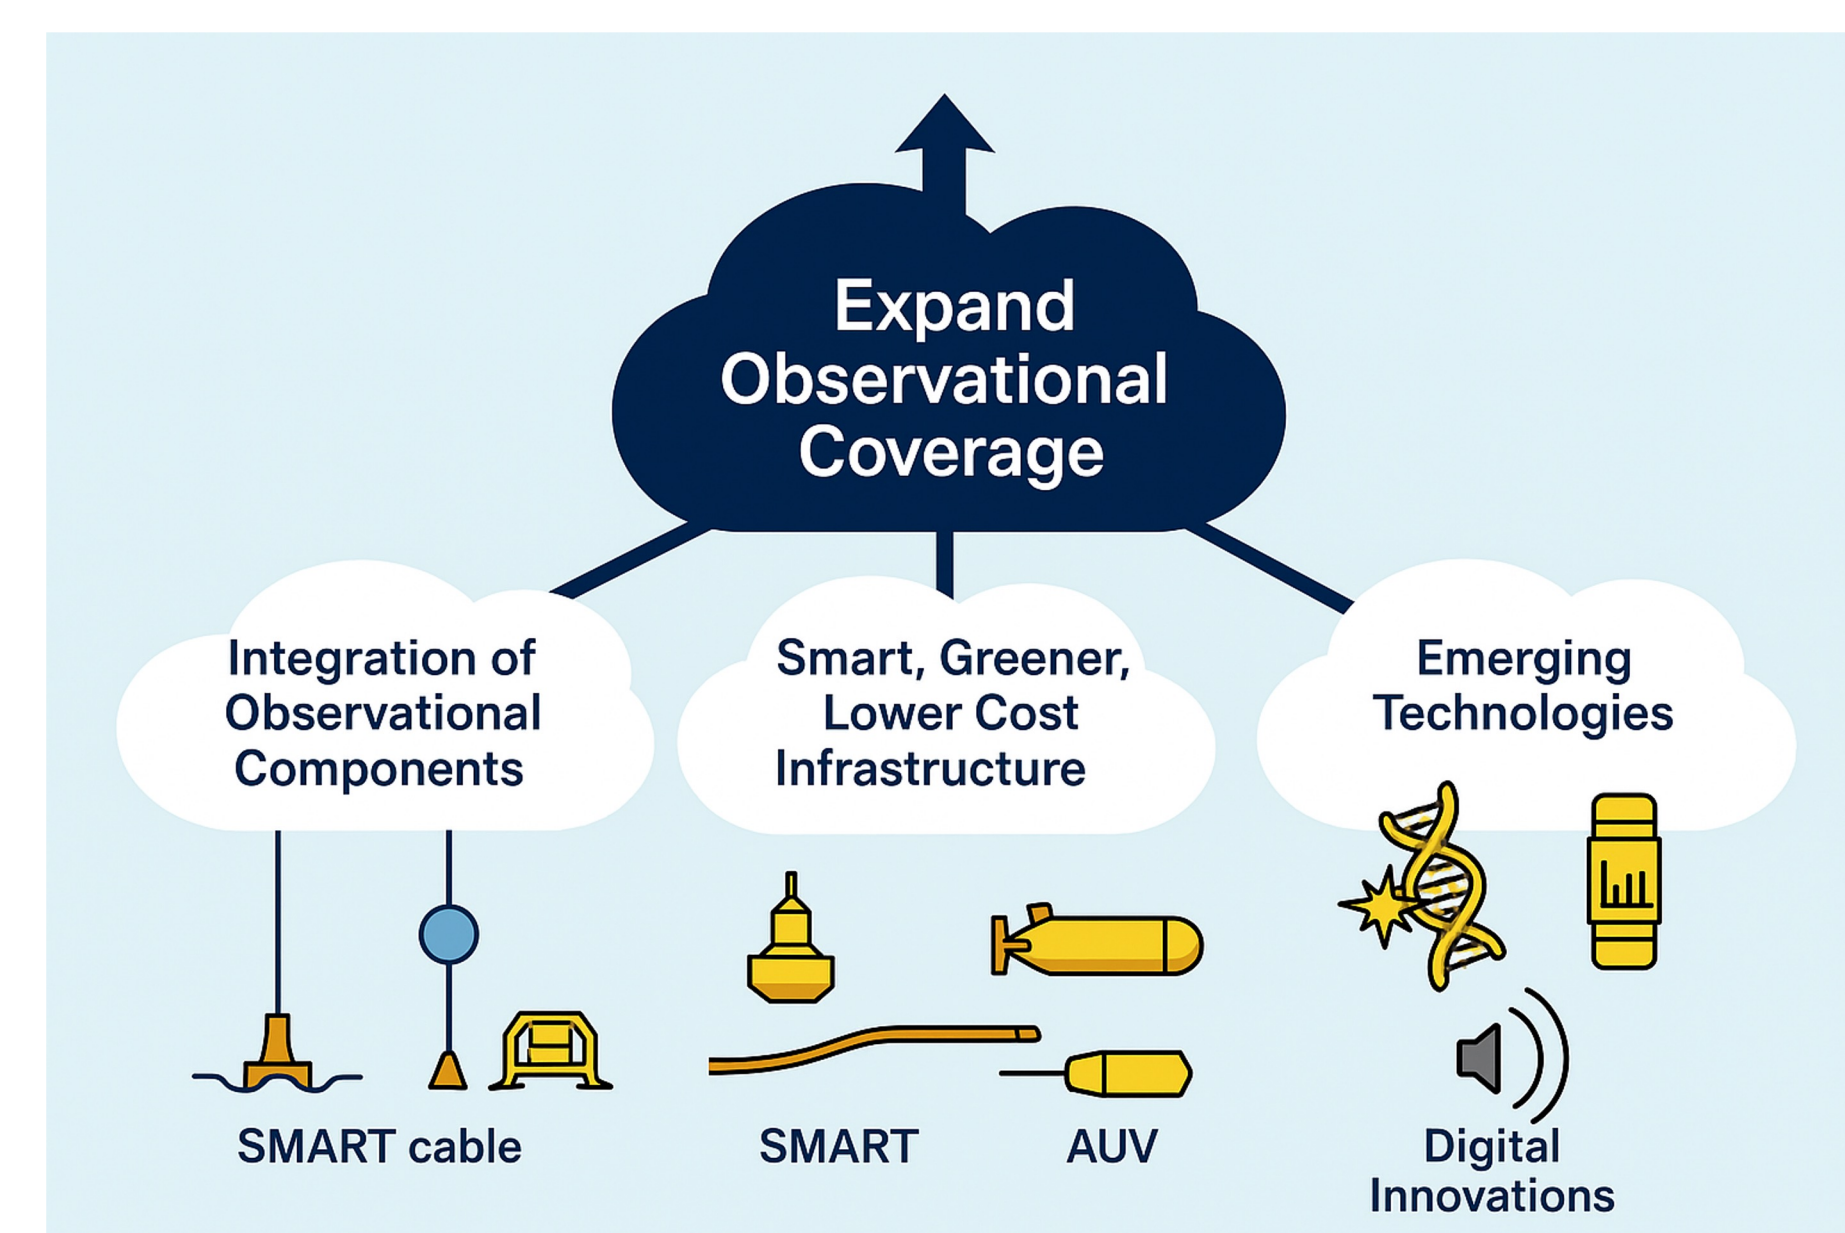 Expand
Observational
Coverage
Integration of
Observational
Components
Smart, Greener,
Lower Cost
Infrastructure
Emerging
Technologies
SMART cable
SMART
AUV
Digital
Innovations